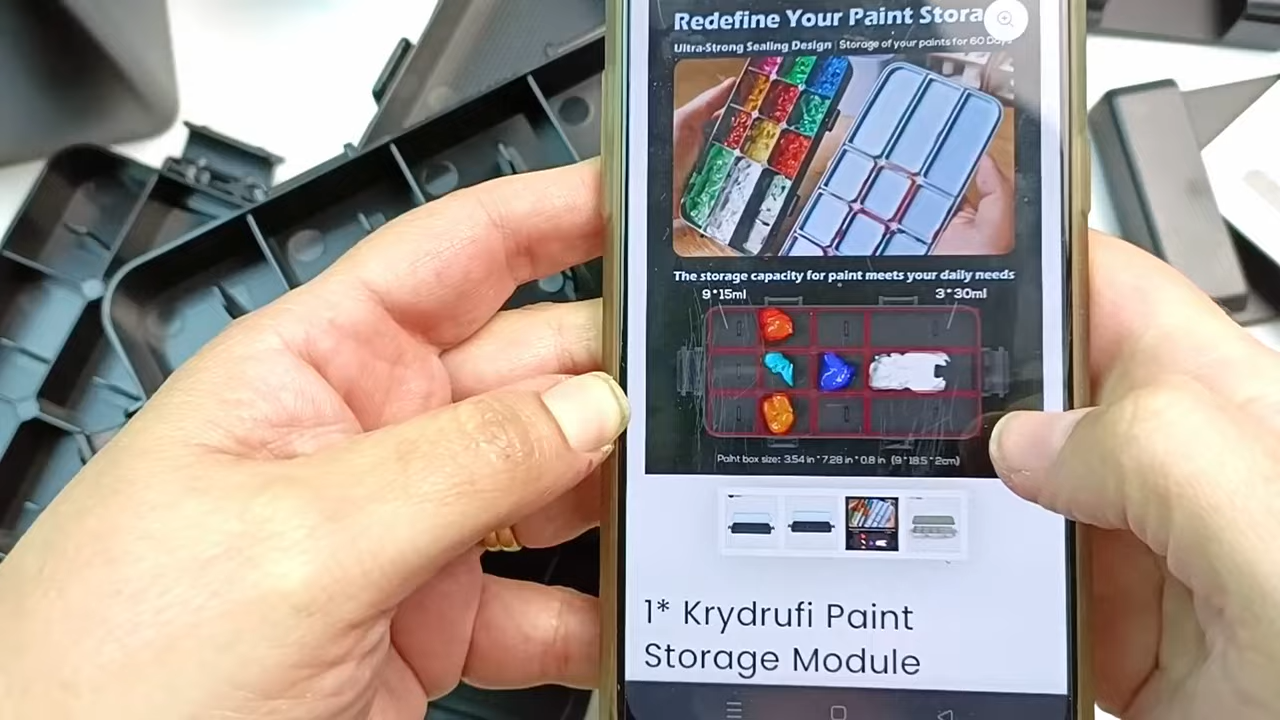 Redefine Your Paint Stora
Ultra-Strong Sealing Design | Storage of your paints for 60 Days
The storage capacity for paint meets your daily needs
9*15ml 3*30ml
Paint box size: 3.54 in*7.28 in*0.8 in (9*18.5*2cm)
1* Krydrufi Paint
Storage Module